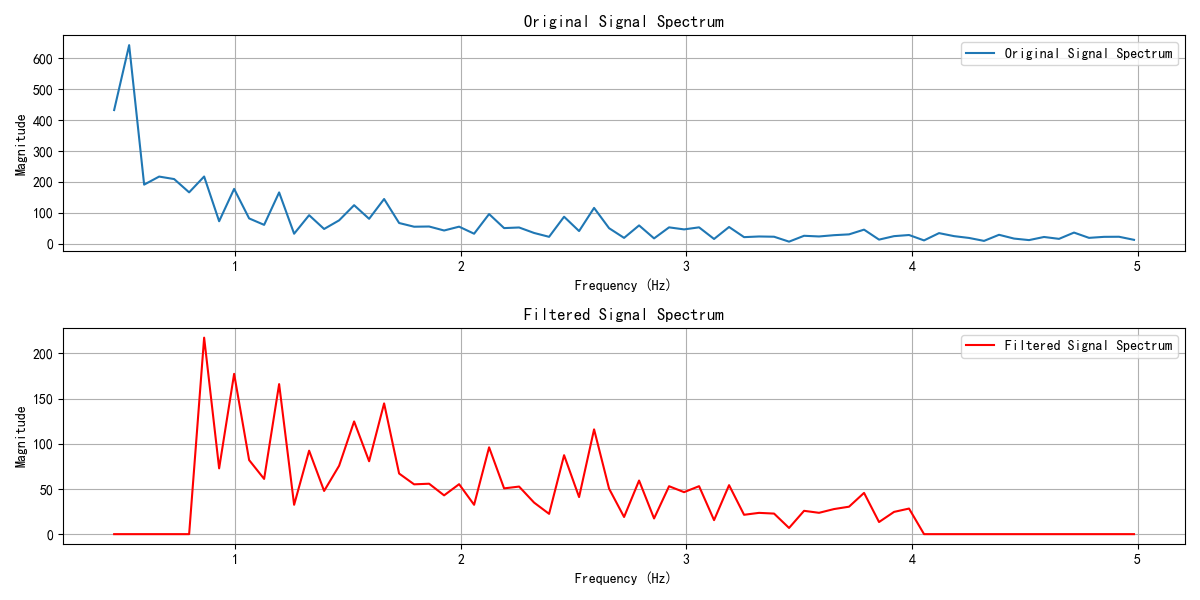 Original Signal Spectrum
Original Signal Spectrum
Magnitude
600
500
400
300
200
100
0
1 2 3 4 5
Frequency (Hz)
Filtered Signal Spectrum
Filtered Signal Spectrum
Magnitude
200
150
100
50
0
1 2 3 4 5
Frequency (Hz)